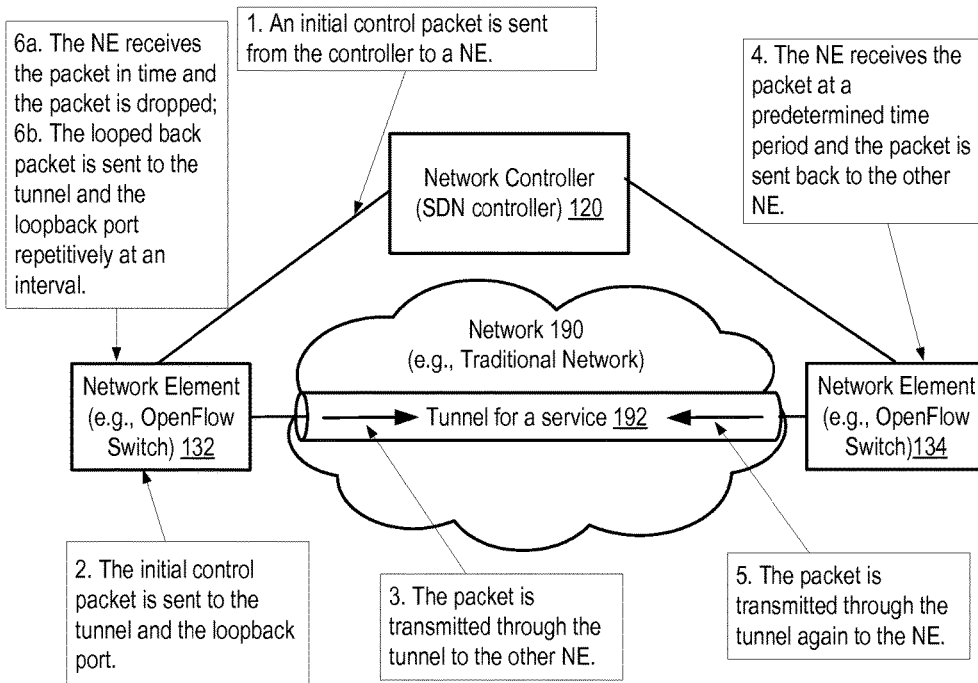 6a. The NE receives
the packet in time and
the packet is dropped;
6b. The looped back
packet is sent to the
tunnel and the
loopback port
repetitively at an
interval.
1. An initial control packet is sent
from the controller to a NE.
4. The NE receives the
packet at a
predetermined time
period and the packet is
sent back to the other
NE.
Network Controller
(SDN controller) 120
Network 190
(e.g., Traditional Network)
Network Element
(e.g., OpenFlow
Switch) 132
Tunnel for a service 192
Network Element
(e.g., OpenFlow
Switch)134
2. The initial control
packet is sent to the
tunnel and the loopback
port.
3. The packet is
transmitted through the
tunnel to the other NE.
5. The packet is
transmitted through the
tunnel again to the NE.